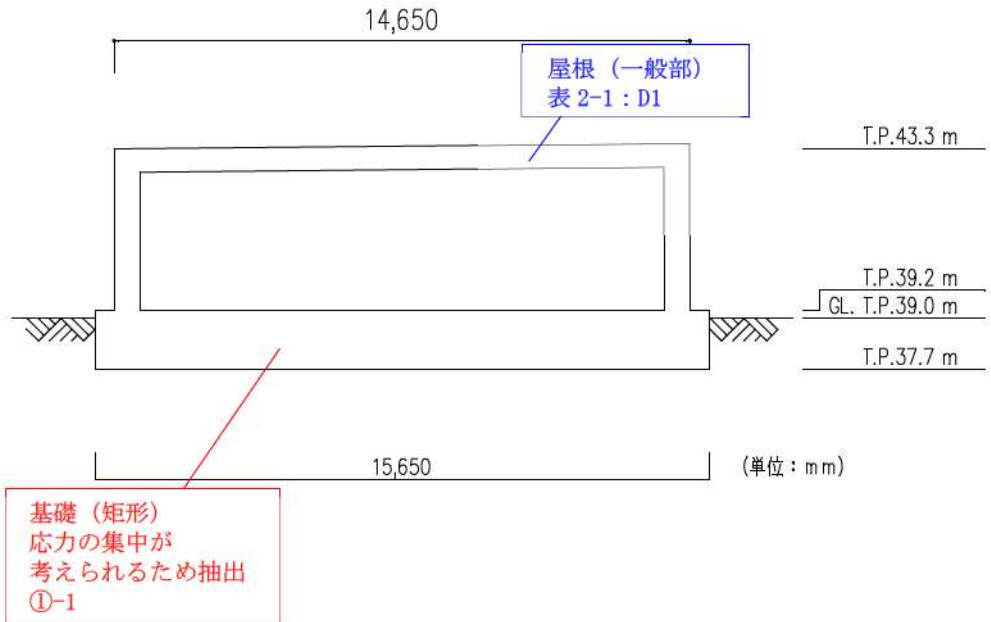 14,650
屋根（一般部）
表 2-1：D1
T.P.43.3 m
T.P.39.2 m
GL. T.P.39.0 m
T.P.37.7 m
15,650
(単位：mm)
基礎（矩形）
応力の集中が
考えられるため抽出
①-1